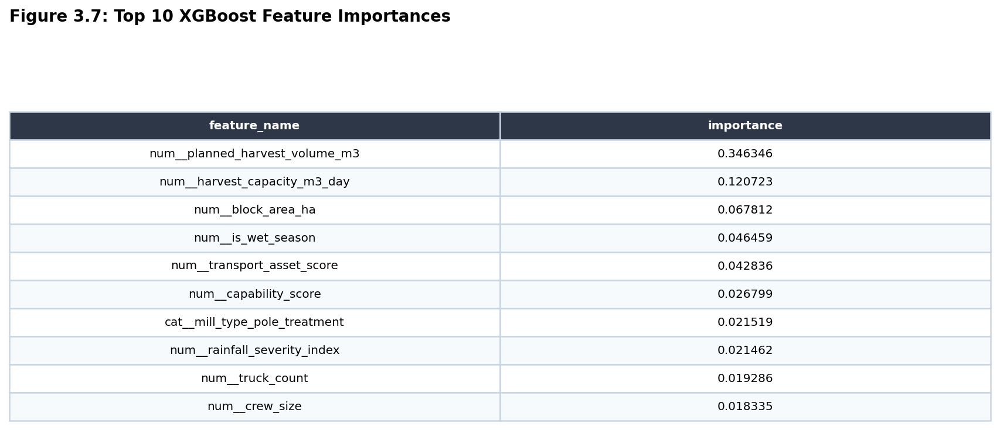 Figure 3.7: Top 10 XGBoost Feature Importances
feature_name importance
num__planned_harvest_volume_m3 0.346346
num__harvest_capacity_m3_day 0.120723
num__block_area_ha 0.067812
num__is_wet_season 0.046459
num__transport_asset_score 0.042836
num__capability_score 0.026799
cat__mill_type_pole_treatment 0.021519
num__rainfall_severity_index 0.021462
num__truck_count 0.019286
num__crew_size 0.018335